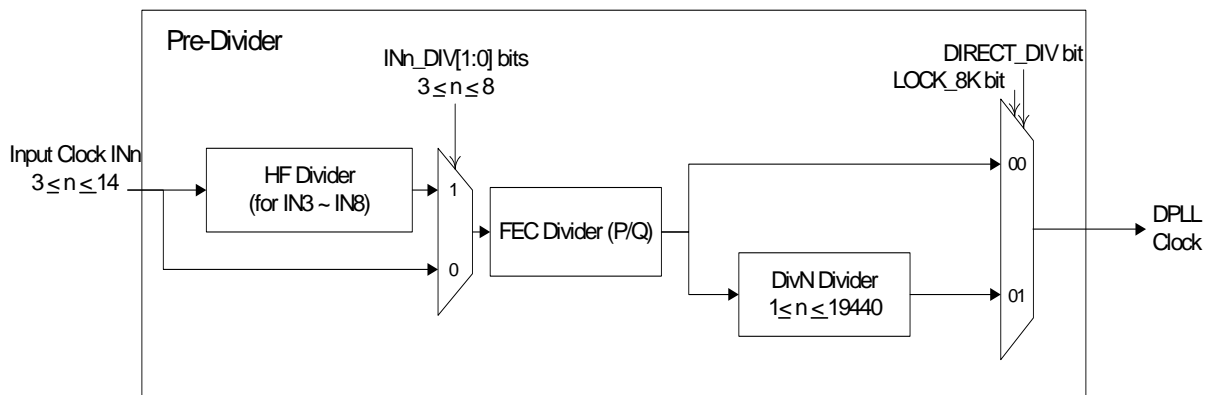 Pre-Divider
INn_DIV[1:0] bits
3 ≤ n ≤ 8
DIRECT_DIV bit
LOCK_8K bit
Input Clock INn
3 ≤ n ≤ 14
HF Divider
(for IN3 ~ IN8)
1
0
FEC Divider (P/Q)
00
DivN Divider
1≤ n ≤ 19440
01
DPLL
Clock